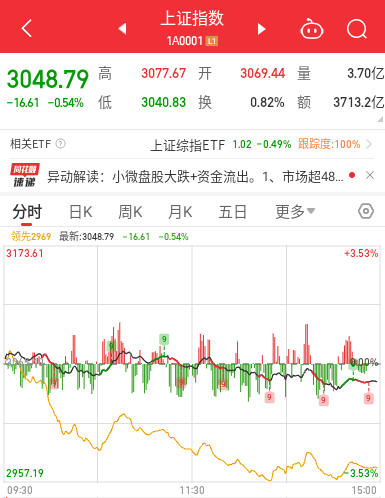 上证指数
1A0001 L1
3048.79 高 3077.67 开 3069.44 量 3.70亿
-16.61 -0.54% 低 3040.83 换 0.82% 额 3713.2亿
相关ETF ? 上证综指ETF 1.02 -0.49% 跟踪度:100%
同花顺
速递
异动解读：小微盘股大跌+资金流出。1、市场超48...
分时 日K 周K 月K 五日 更多
领先2969 最新:3048.79 -16.61 -0.54%
3173.61 +3.53%
9
9
0.00%
9
9
9
2957.19 -3.53%
09:30 11:30 15:00